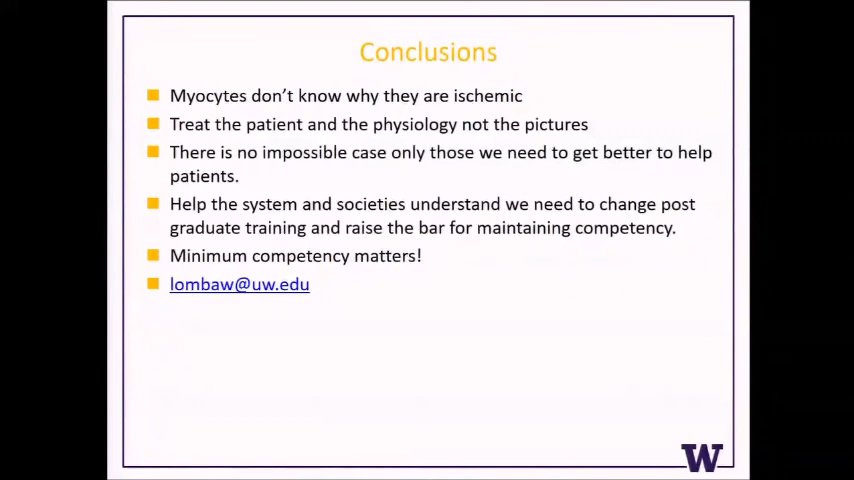 Conclusions
Myocytes don't know why they are ischemic
Treat the patient and the physiology not the pictures
There is no impossible case only those we need to get better to help
patients.
Help the system and societies understand we need to change post
graduate training and raise the bar for maintaining competency.
Minimum competency matters!
lombaw@uw.edu
W